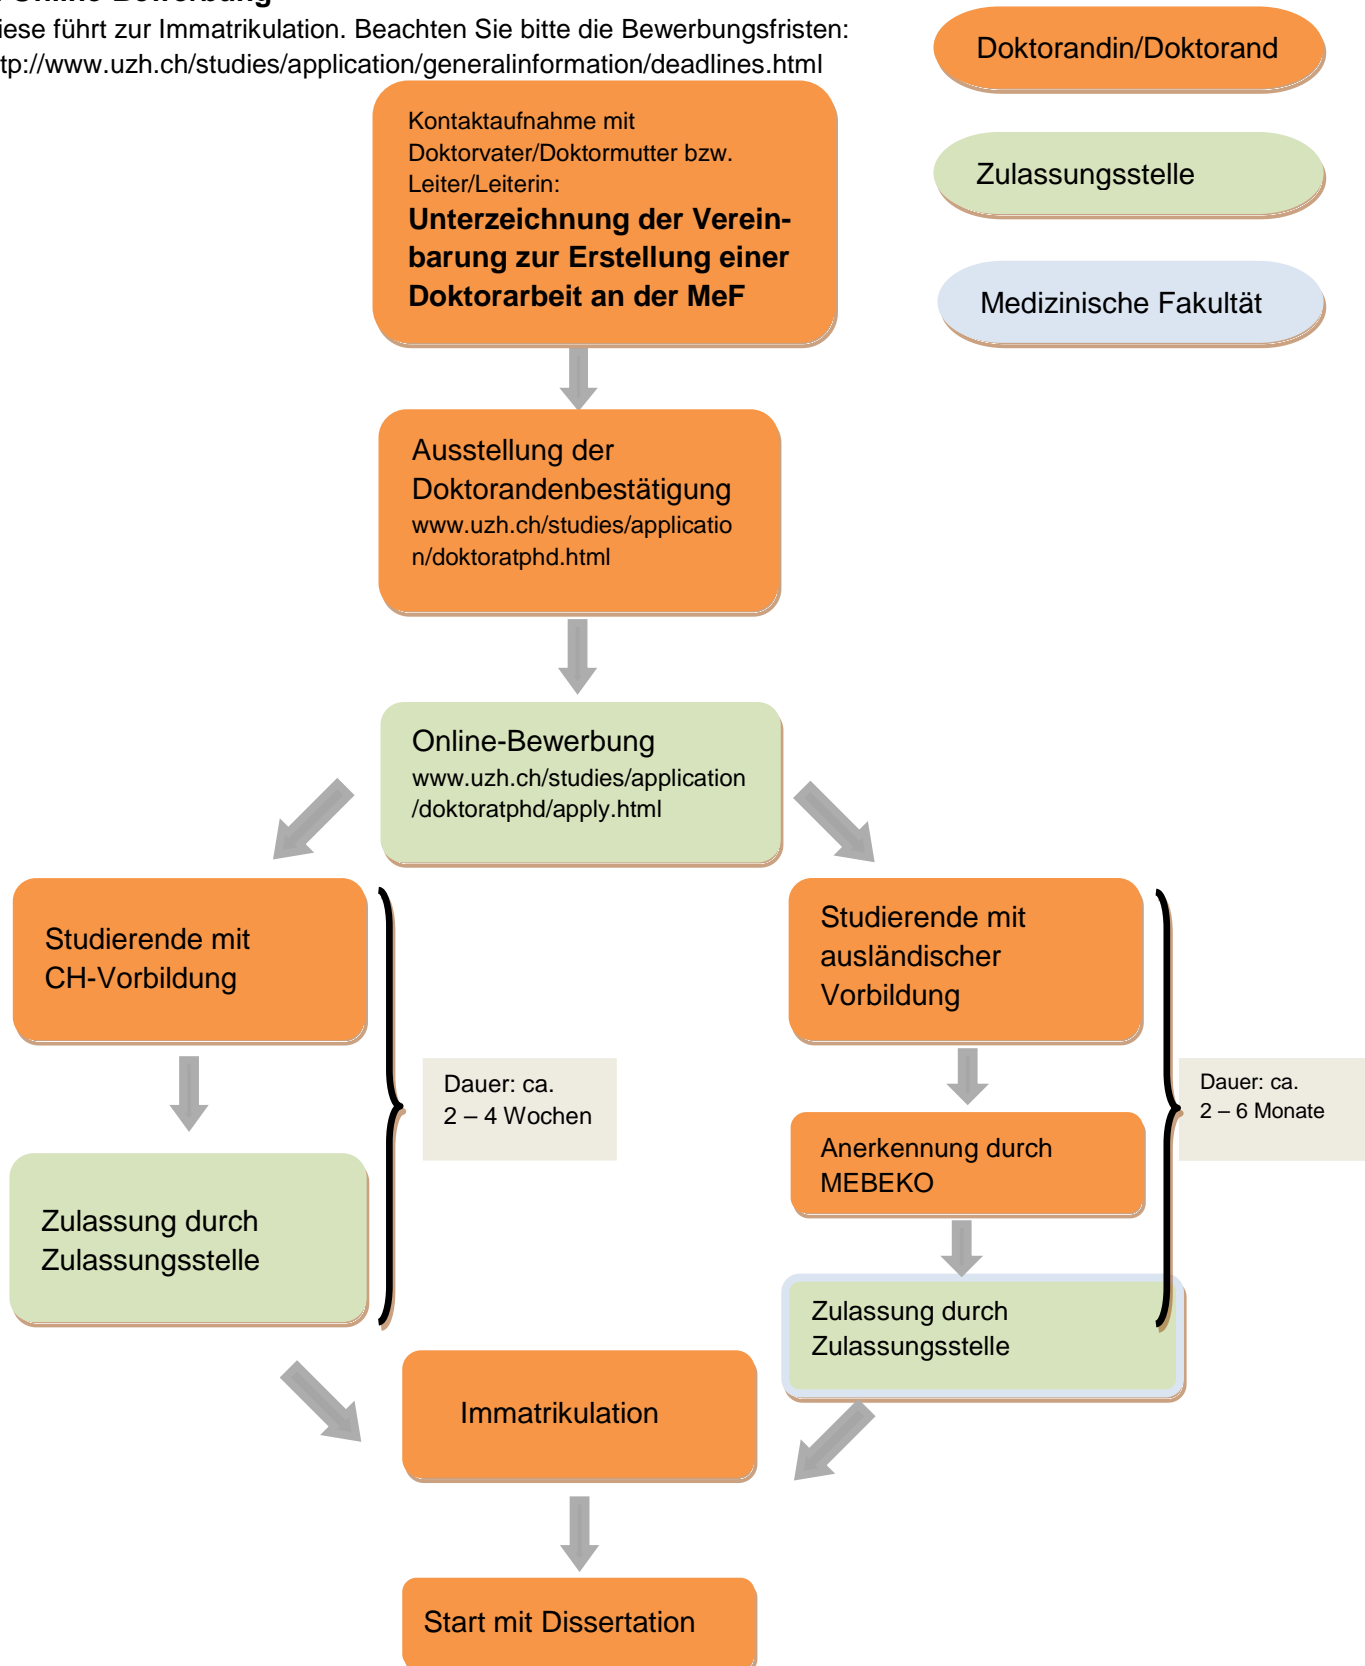 Online-Bewerbung
iese führt zur Immatrikulation. Beachten Sie bitte die Bewerbungsfristen:
tp://www.uzh.ch/studies/application/generalinformation/deadlines.html
Doktorandin/Doktorand
Zulassungsstelle
Medizinische Fakultät
Kontaktaufnahme mit
Doktorvater/Doktormutter bzw.
Leiter/Leiterin:
Unterzeichnung der Verein-
barung zur Erstellung einer
Doktorarbeit an der MeF
Ausstellung der
Doktorandenbestätigung
www.uzh.ch/studies/applicatio
n/doktoratphd.html
Online-Bewerbung
www.uzh.ch/studies/application
/doktoratphd/apply.html
Studierende mit
CH-Vorbildung
Dauer: ca.
2 – 4 Wochen
Zulassung durch
Zulassungsstelle
Studierende mit
ausländischer
Vorbildung
Dauer: ca.
2 – 6 Monate
Anerkennung durch
MEBEKO
Zulassung durch
Zulassungsstelle
Immatrikulation
Start mit Dissertation